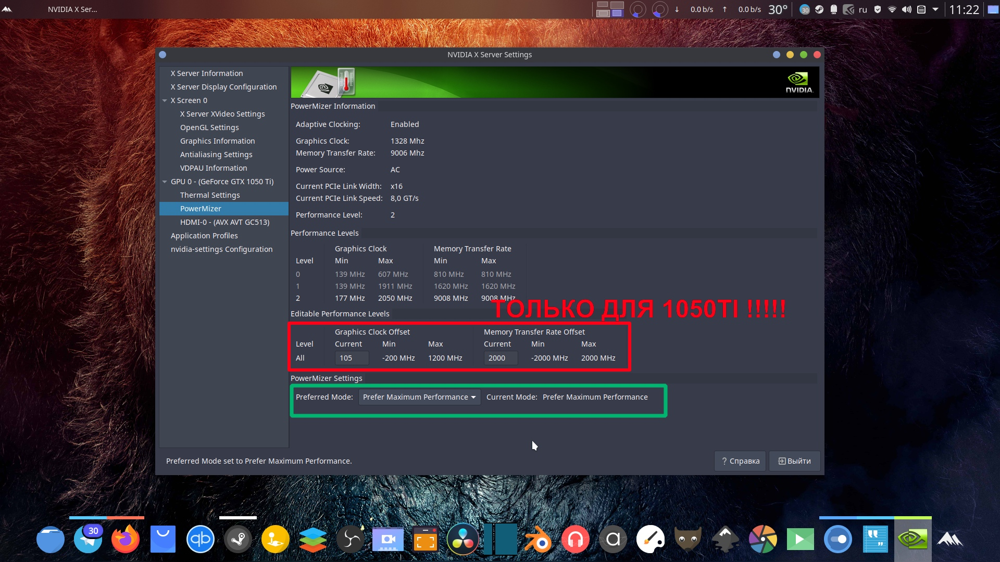 NVIDIA X Ser...
↓ 0.0 b/s ↑ 0.0 b/s 30° 30 ru 11:22
NVIDIA X Server Settings
X Server Information
X Server Display Configuration
X Screen 0
X Server XVideo Settings
OpenGL Settings
Graphics Information
Antialiasing Settings
VDPAU Information
GPU 0 - (GeForce GTX 1050 Ti)
Thermal Settings
PowerMizer
HDMI-0 - (AVX AVT GC513)
Application Profiles
nvidia-settings Configuration
NVIDIA.
PowerMizer Information
Adaptive Clocking: Enabled
Graphics Clock: 1328 Mhz
Memory Transfer Rate: 9006 Mhz
Power Source: AC
Current PCIe Link Width: x16
Current PCIe Link Speed: 8,0 GT/s
Performance Level: 2
Performance Levels
Graphics Clock Memory Transfer Rate
Level Min Max Min Max
0 139 MHz 607 MHz 810 MHz 810 MHz
1 139 MHz 1911 MHz 1620 MHz 1620 MHz
2 177 MHz 2050 MHz 9008 MHz 9008 MHz
ТОЛЬКО ДЛЯ 1050TI !!!!!
Editable Performance Levels
Graphics Clock Offset Memory Transfer Rate Offset
Level Current Min Max Current Min Max
All 105 -200 MHz 1200 MHz 2000 -2000 MHz 2000 MHz
PowerMizer Settings
Preferred Mode: Prefer Maximum Performance Current Mode: Prefer Maximum Performance
Preferred Mode set to Prefer Maximum Performance.
? Справка
Выйти
30
qb
a